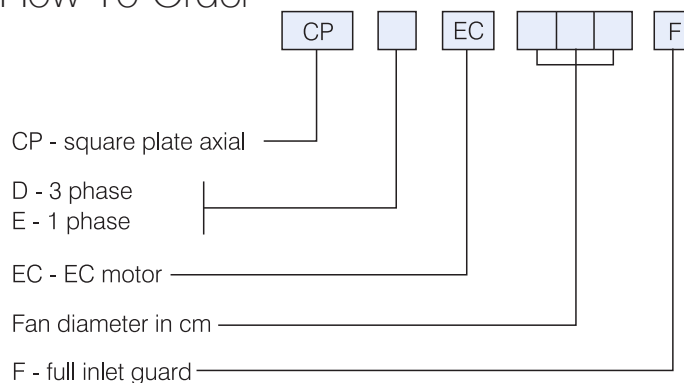 How To Order
CP EC F
CP - square plate axial
D - 3 phase
E - 1 phase
EC - EC motor
Fan diameter in cm
F - full inlet guard